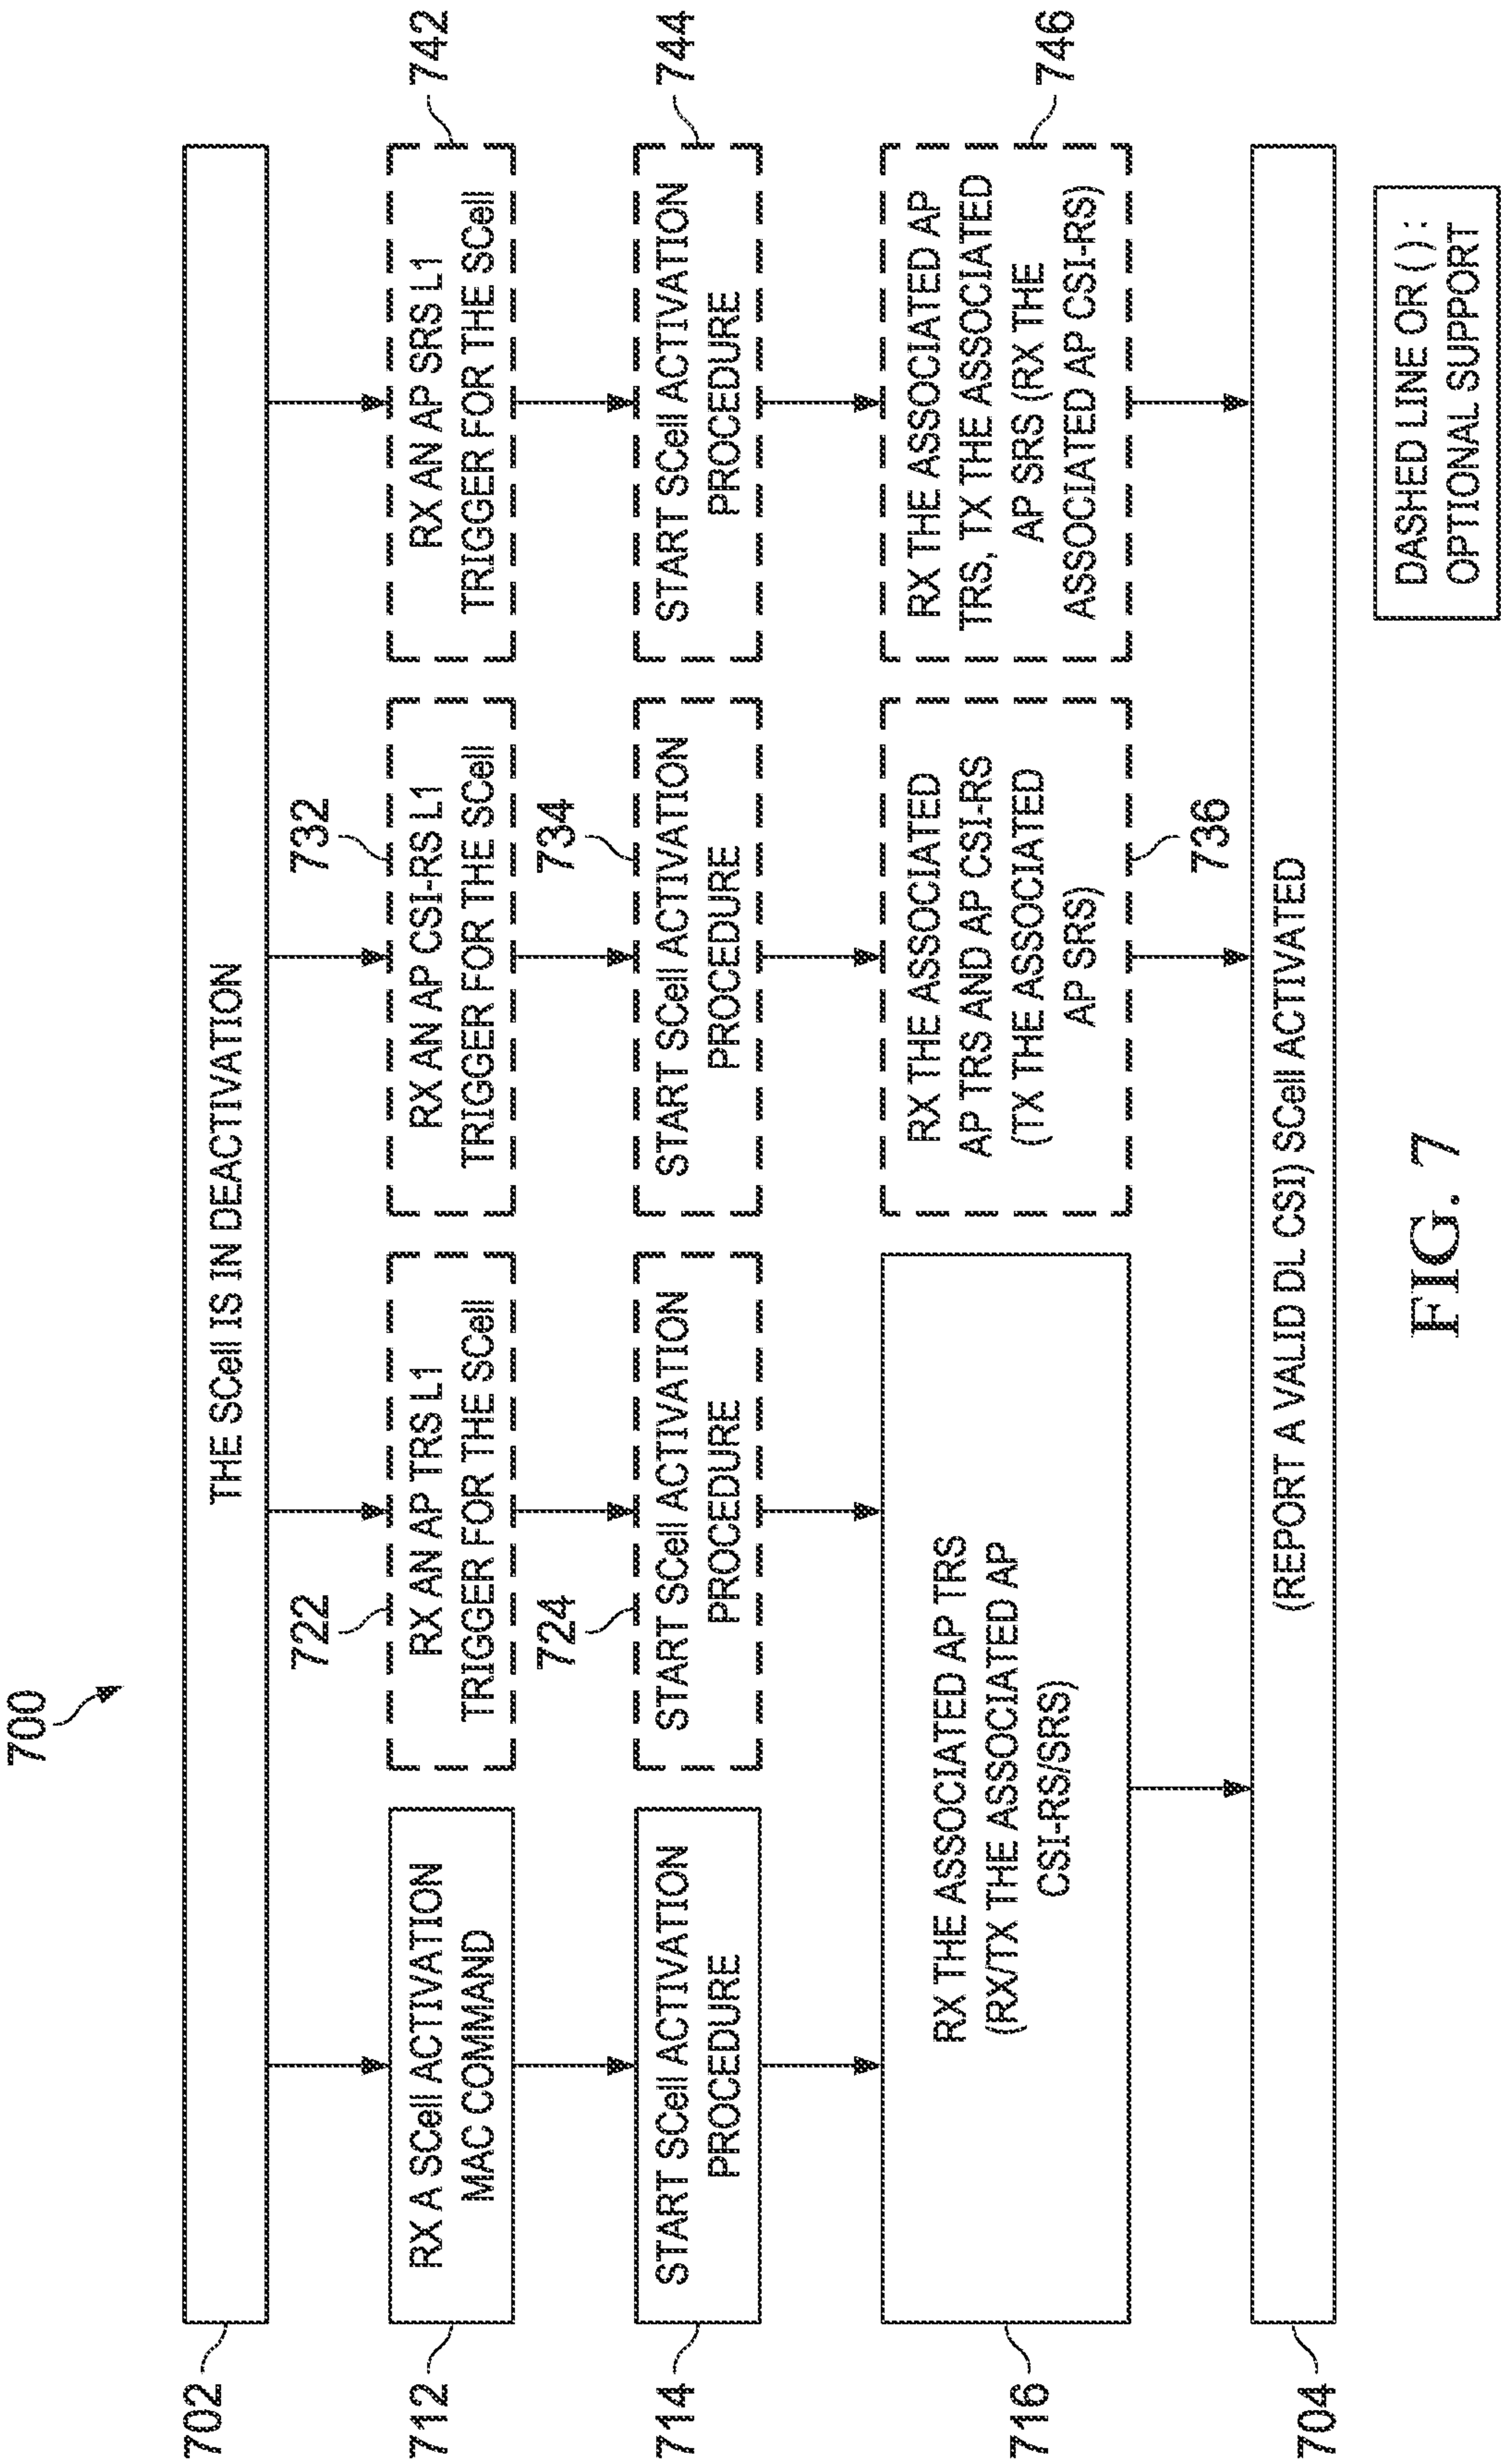 700
702
THE SCell IS IN DEACTIVATION
712
RX A SCell ACTIVATION
MAC COMMAND
722
RX AN AP TRS L1
TRIGGER FOR THE SCell
732
RX AN AP CSI-RS L1
TRIGGER FOR THE SCell
742
RX AN AP SRS L1
TRIGGER FOR THE SCell
714
START SCell ACTIVATION
PROCEDURE
724
START SCell ACTIVATION
PROCEDURE
734
START SCell ACTIVATION
PROCEDURE
744
START SCell ACTIVATION
PROCEDURE
716
RX THE ASSOCIATED AP TRS
(RX/TX THE ASSOCIATED AP
CSI-RS/SRS)
RX THE ASSOCIATED
AP TRS AND AP CSI-RS
(TX THE ASSOCIATED
AP SRS)
736
RX THE ASSOCIATED AP
TRS, TX THE ASSOCIATED
AP SRS (RX THE
ASSOCIATED AP CSI-RS)
746
704
(REPORT A VALID DL CSI) SCell ACTIVATED
DASHED LINE OR ( ) :
OPTIONAL SUPPORT
FIG. 7